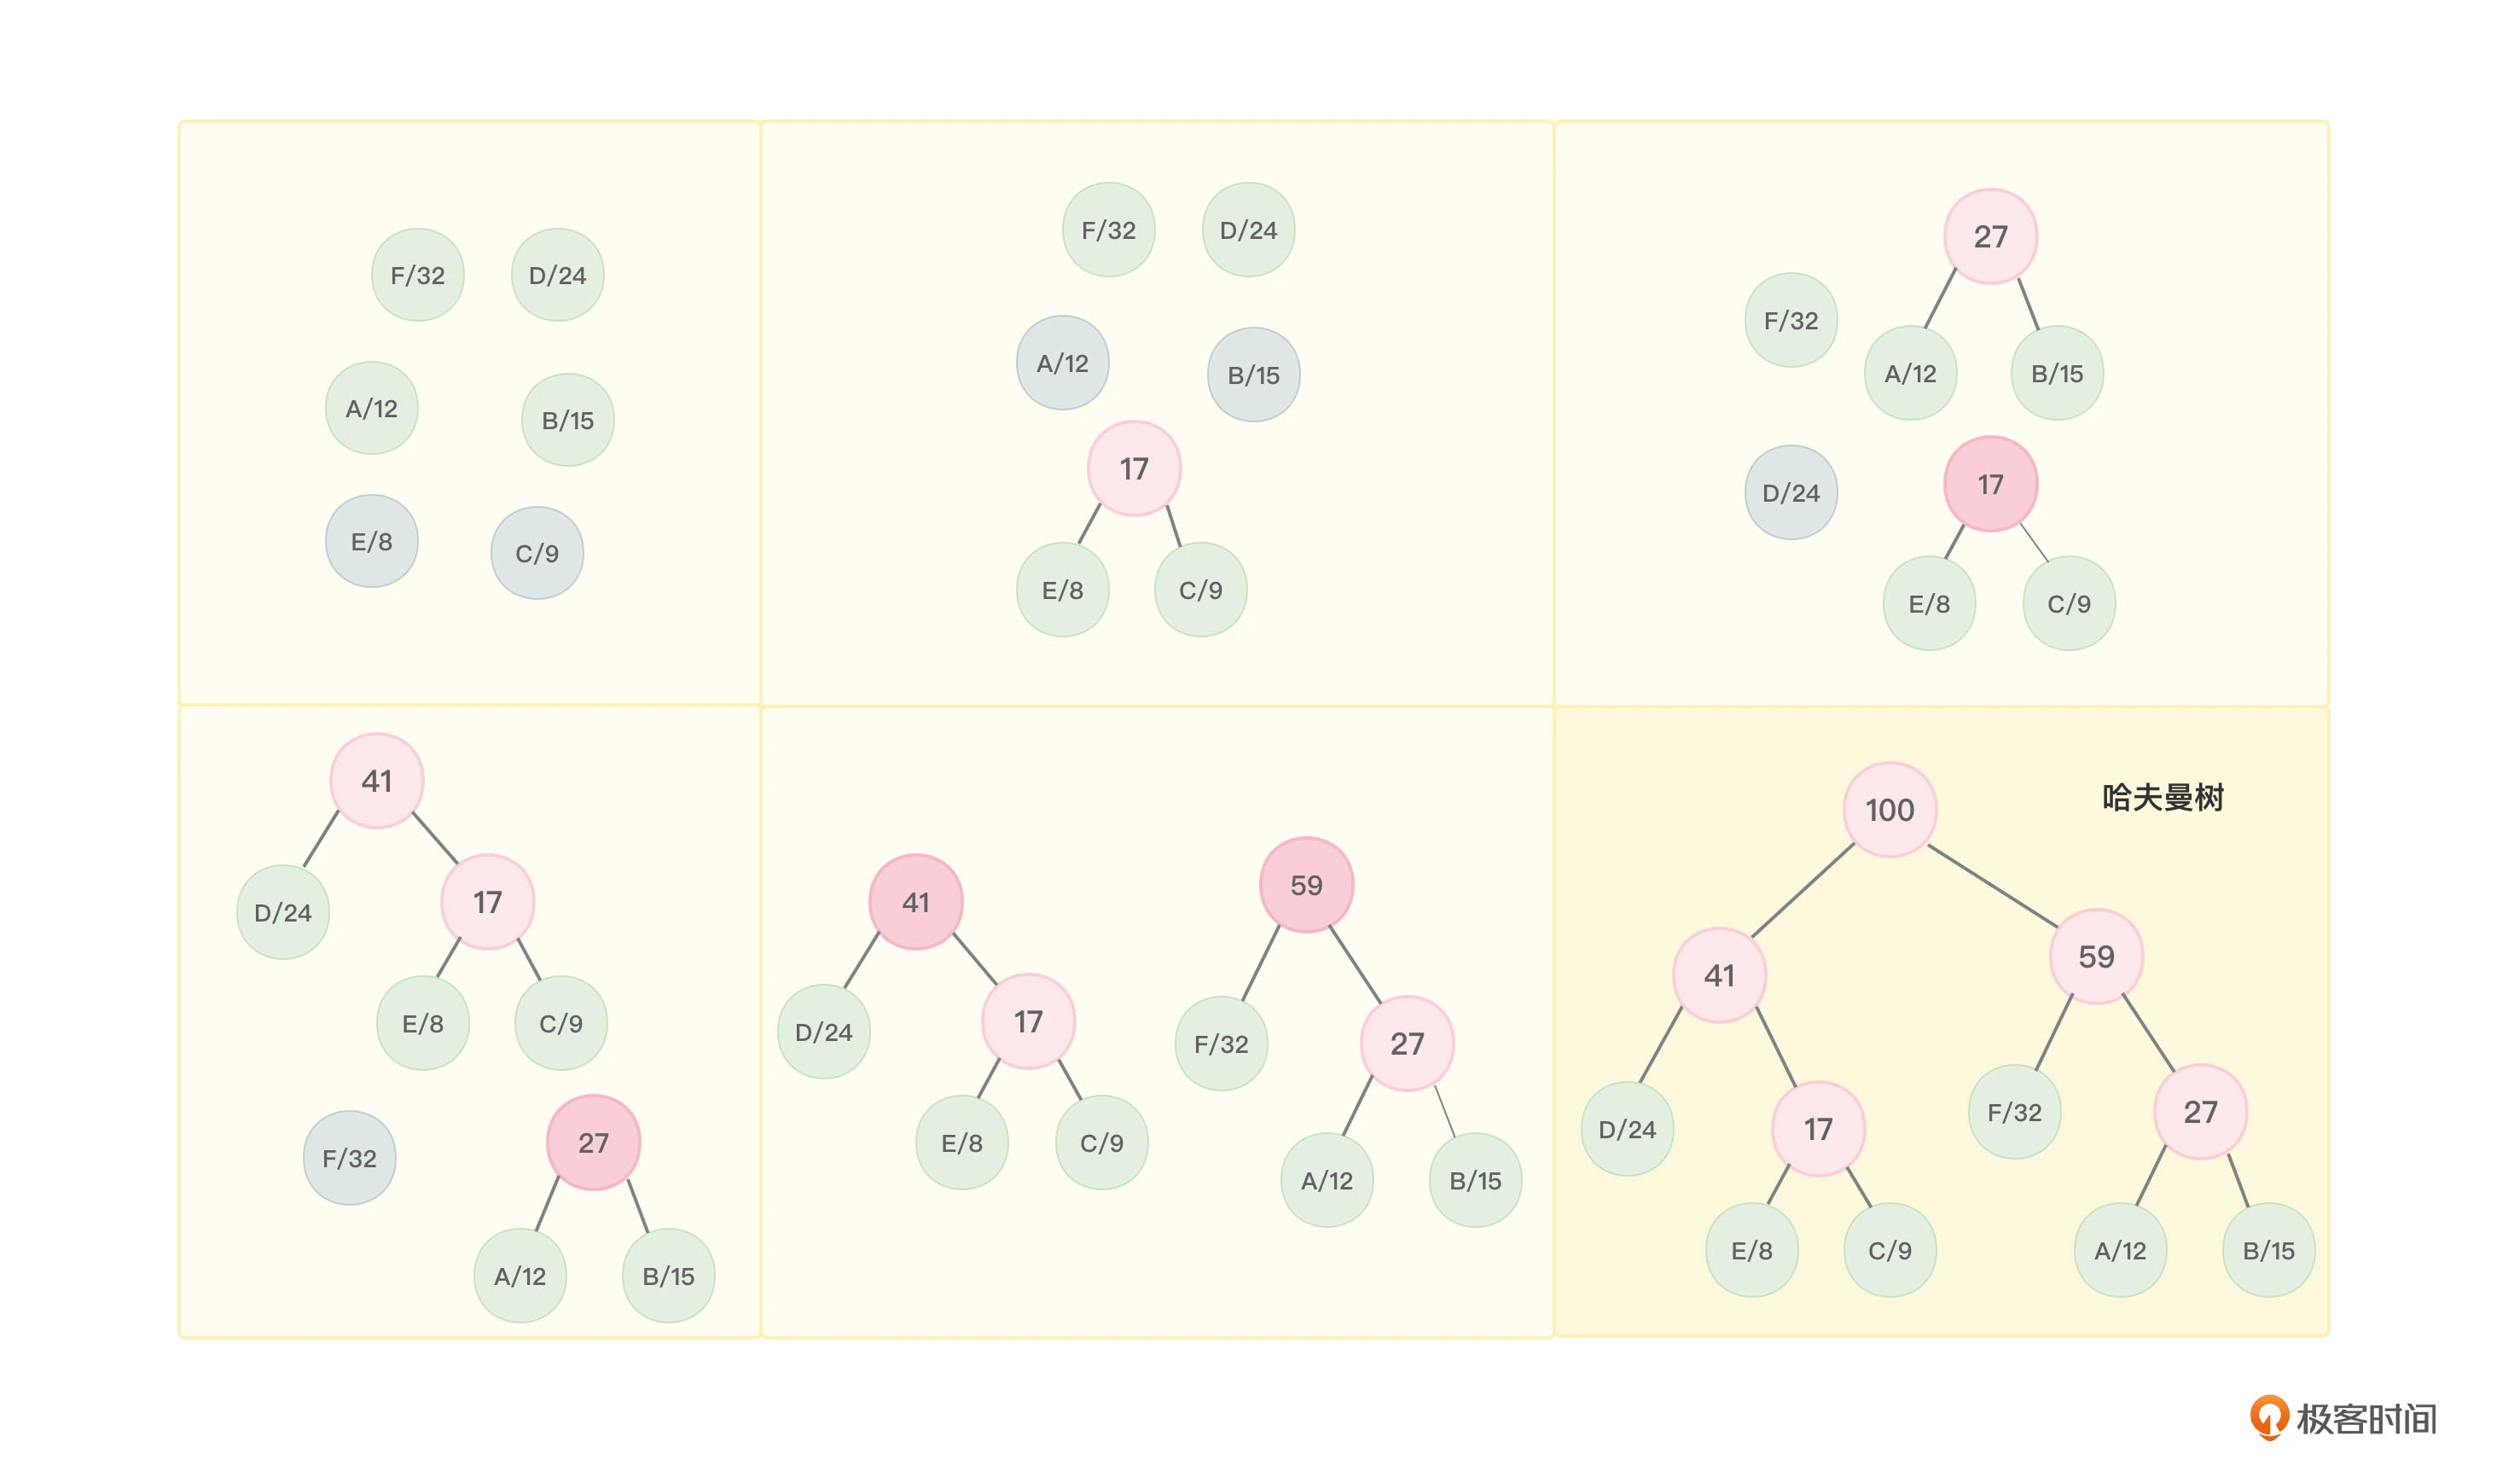 F/32 D/24
A/12 B/15
E/8 C/9
F/32 D/24
A/12 B/15
17
E/8 C/9
27
F/32
A/12 B/15
D/24 17
E/8 C/9
41
D/24 17
E/8 C/9
F/32 27
A/12 B/15
41 59
D/24 17 F/32 27
E/8 C/9 A/12 B/15
哈夫曼树
100
41 59
D/24 17 F/32 27
E/8 C/9 A/12 B/15
极客时间